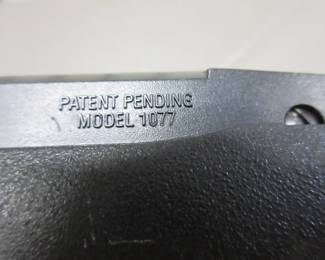 PATENT PENDING
MODEL 1077